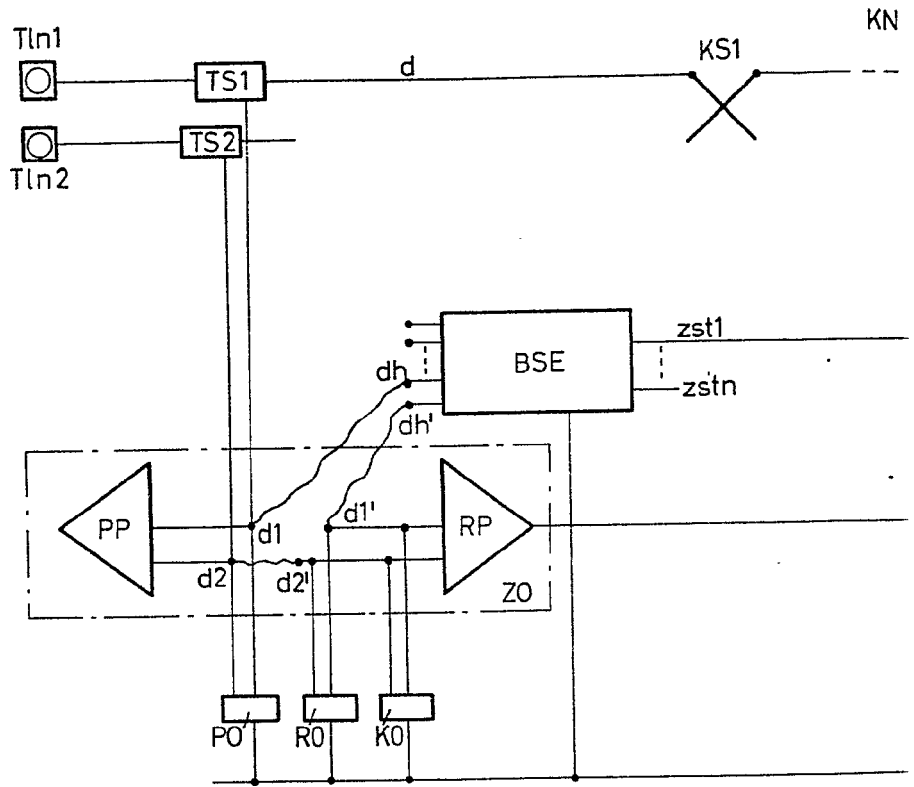 Tln1
TS1
d
KS1
KN
TS2
Tln2
zst1
BSE
dh
zstn
dh'
d1'
PP
d1
RP
d2
d2'
ZO
PO
RO
KO